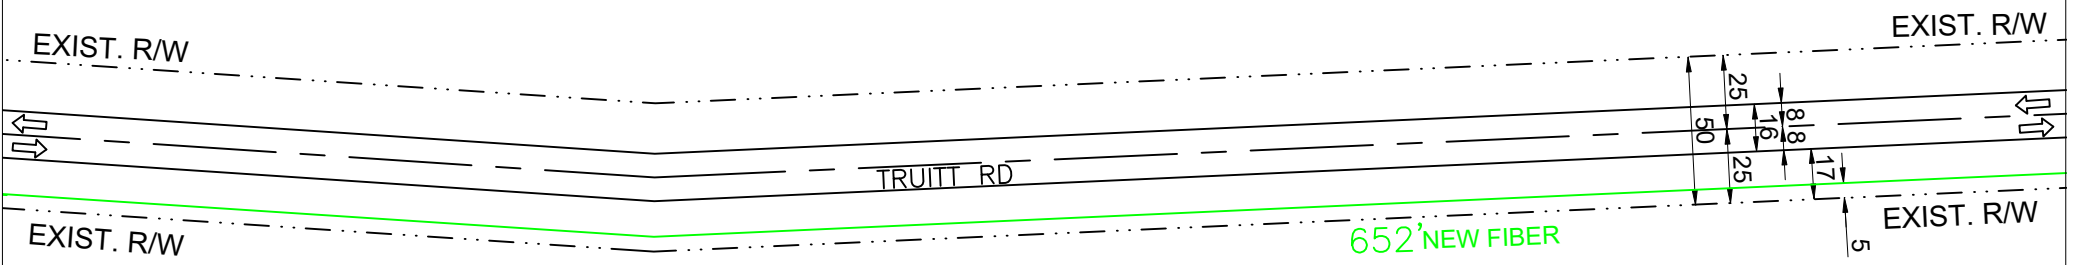 EXIST. R/W
EXIST. R/W
25
8
16
50
8
25
17
TRUITT RD
EXIST. R/W
EXIST. R/W
652' NEW FIBER
5